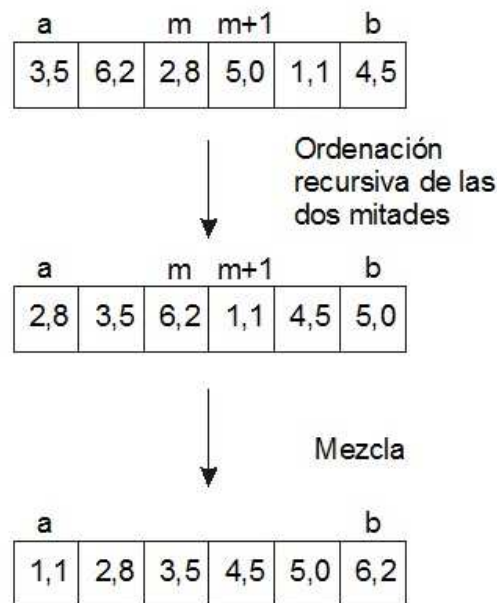 a m m+1 b
3,5 6,2 2,8 5,0 1,1 4,5
Ordenación
recursiva de las
dos mitades
a m m+1 b
2,8 3,5 6,2 1,1 4,5 5,0
Mezcla
a b
1,1 2,8 3,5 4,5 5,0 6,2